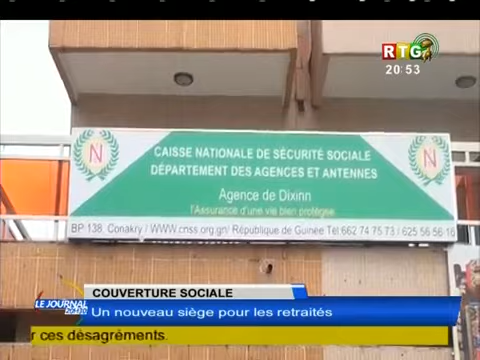 RTG
20:53
CAISSE NATIONALE DE SÉCURITÉ SOCIALE
DÉPARTEMENT DES AGENCES ET ANTENNES
N
N
Agence de Dixinn
l'Assurance d'une vie bien protégée
BP 138, Conakry / WWW.cnss.org.gn/ République de Guinée Tél 662 74 75 73 / 625 56 56 16
COUVERTURE SOCIALE
LE JOURNAL
Un nouveau siège pour les retraités
r ces désagréments.